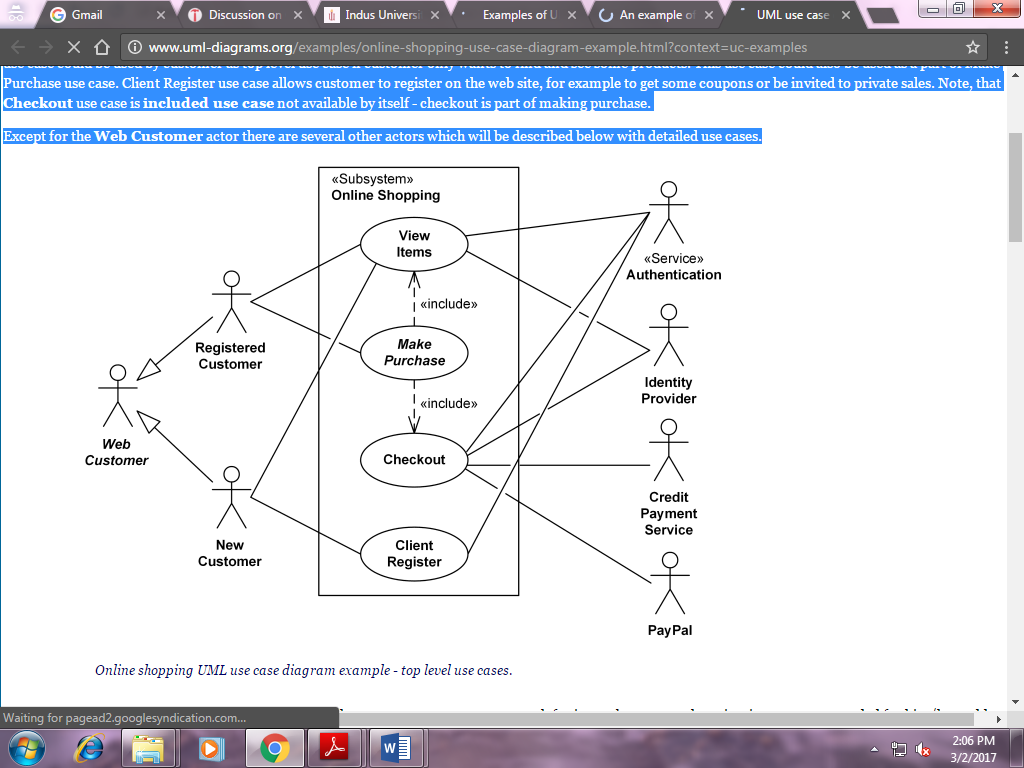 Gmail
Discussion on
Indus Universi
Examples of U
An example o
UML use case
www.uml-diagrams.org/examples/online-shopping-use-case-diagram-example.html?context=uc-examples
Purchase use case. Client Register use case allows customer to register on the web site, for example to get some coupons or be invited to private sales. Note, that
Checkout use case is included use case not available by itself - checkout is part of making purchase.
Except for the Web Customer actor there are several other actors which will be described below with detailed use cases.
«Subsystem»
Online Shopping
View
Items
«include»
Make
Purchase
«include»
Checkout
Client
Register
Registered
Customer
Web
Customer
New
Customer
«Service»
Authentication
Identity
Provider
Credit
Payment
Service
PayPal
Online shopping UML use case diagram example - top level use cases.
Waiting for pagead2.googlesyndication.com...
2:06 PM
3/2/2017